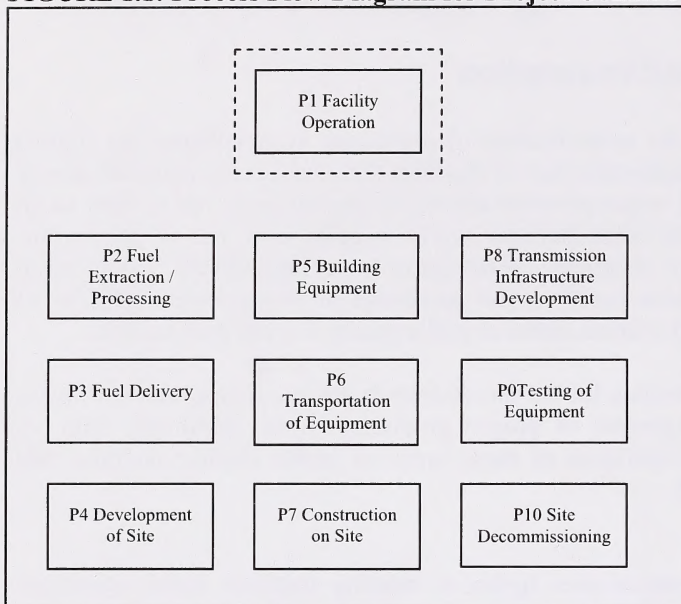 FIGURE Process Flow Diagram for Project
P1 Facility
Operation
P2 Fuel
Extraction /
Processing
P5 Building
Equipment
P8 Transmission
Infrastructure
Development
P3 Fuel Delivery
P6
Transportation
of Equipment
P0Testing of
Equipment
P4 Development
of Site
P7 Construction
on Site
P10 Site
Decommissioning